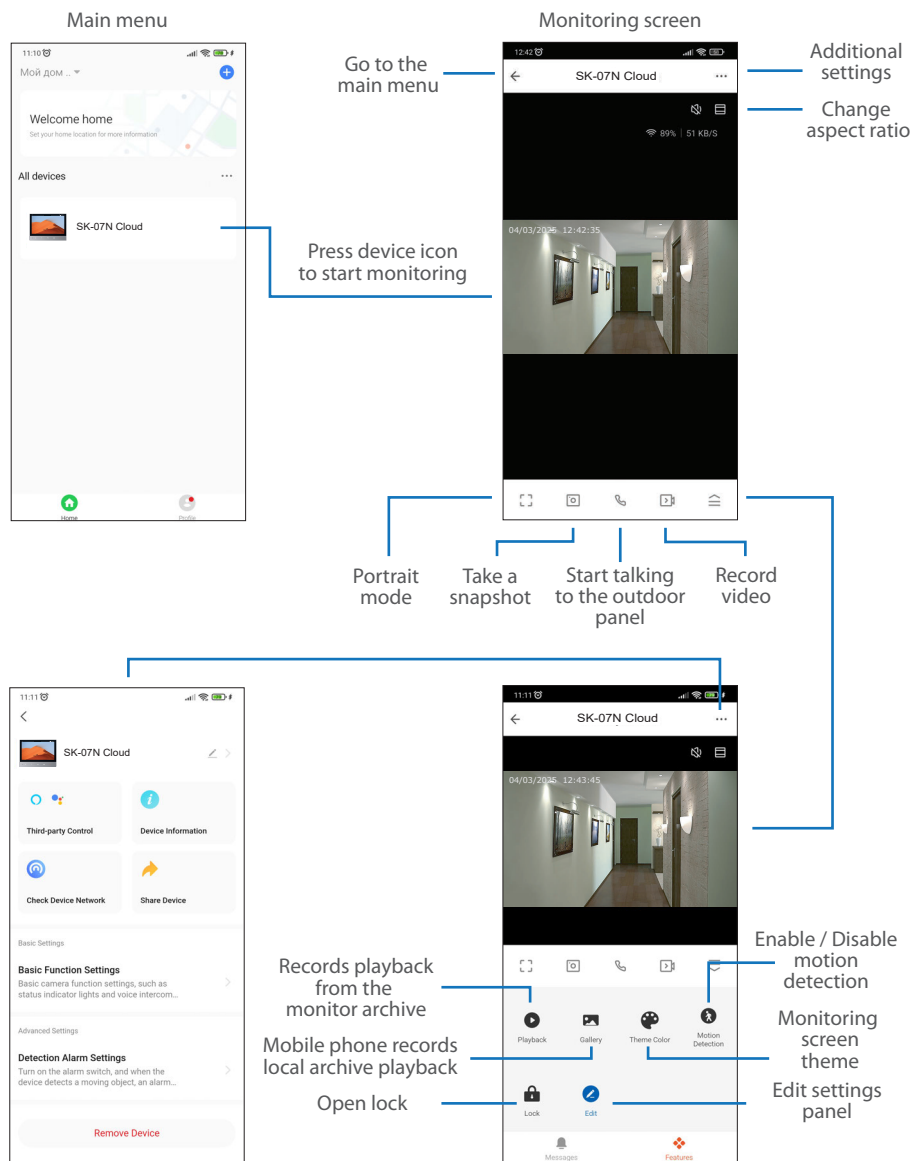 Main menu
Monitoring screen
11:10
Мой дом ..
Welcome home
Set your home location for more information
All devices
...
SK-07N Cloud
Home
Profile
Go to the
main menu
12:42
SK-07N Cloud
...
Additional
settings
Change
aspect ratio
89% | 51 KB/S
04/03/2025 12:42:35
Press device icon
to start monitoring
Portrait
mode
Take a
snapshot
Start talking
to the outdoor
panel
Record
video
11:11
SK-07N Cloud
Third-party Control
Device Information
Check Device Network
Share Device
Basic Settings
Basic Function Settings
Basic camera function settings, such as
status indicator lights and voice intercom...
Advanced Settings
Detection Alarm Settings
Turn on the alarm switch, and when the
device detects a moving object, an alarm...
Remove Device
11:11
SK-07N Cloud
...
04/03/2025 12:43:45
Records playback
from the
monitor archive
Mobile phone records
local archive playback
Open lock
Enable / Disable
motion
detection
Monitoring
screen
theme
Edit settings
panel
Playback
Gallery
Theme Color
Motion
Detection
Lock
Edit
Messages
Features